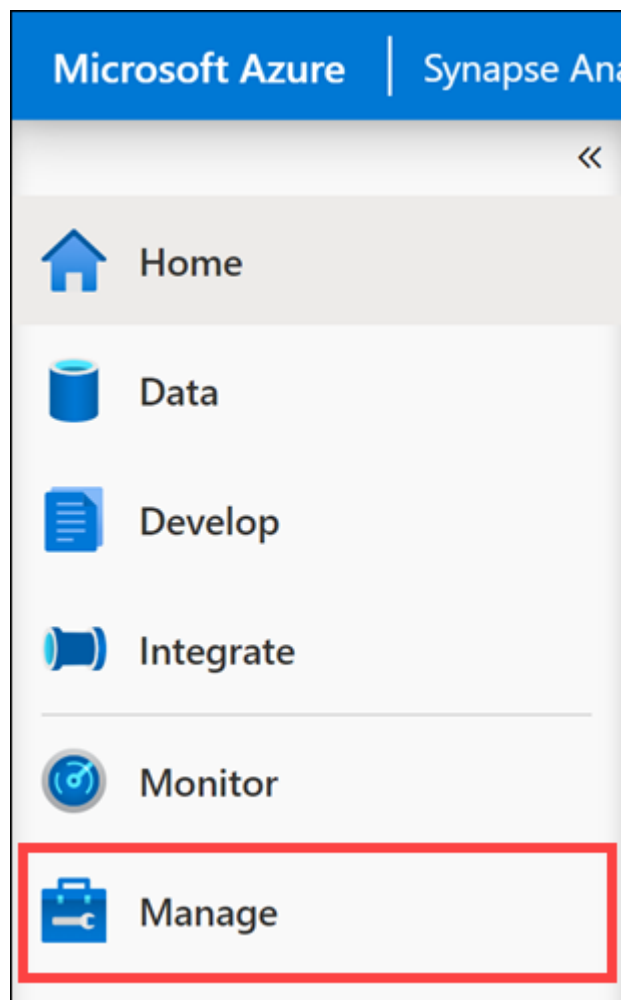 Microsoft Azure | Synapse Ana
«
Home
Data
Develop
Integrate
Monitor
Manage